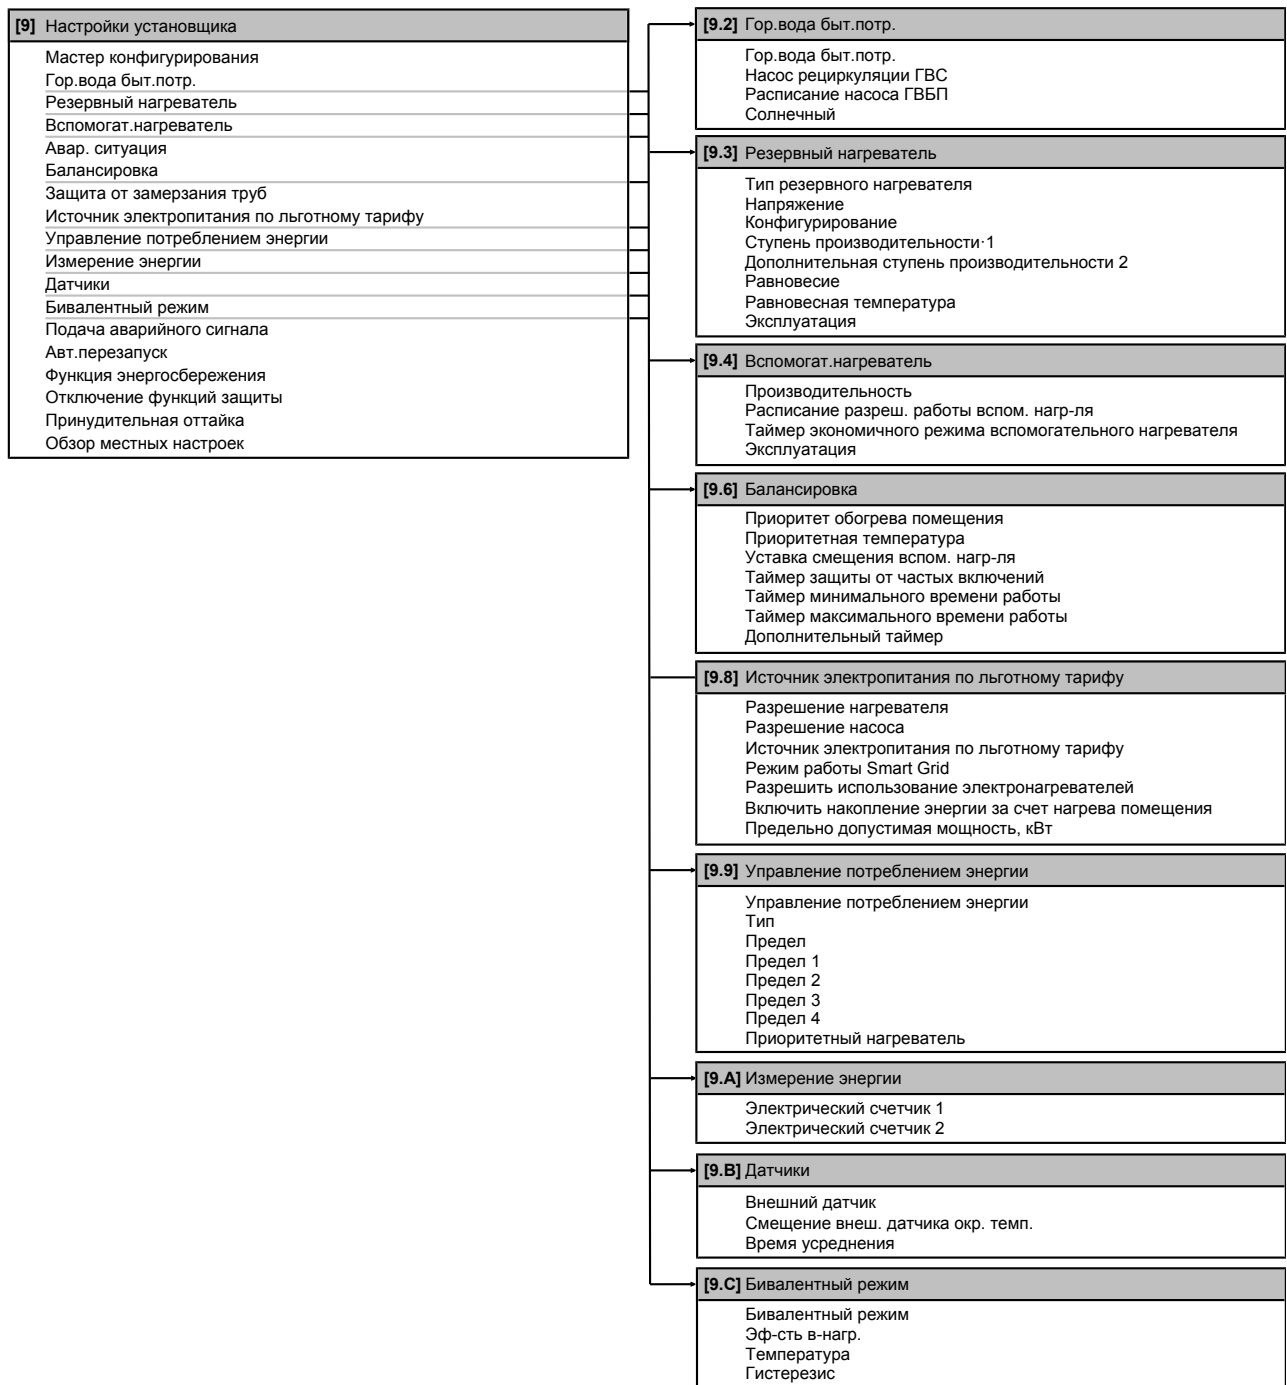 [9] Настройки установщика
Мастер конфигурирования
Гор.вода быт.потр.
Резервный нагреватель
Вспомогат.нагреватель
Авар. ситуация
Балансировка
Защита от замерзания труб
Источник электропитания по льготному тарифу
Управление потреблением энергии
Измерение энергии
Датчики
Бивалентный режим
Подача аварийного сигнала
Авт.перезапуск
Функция энергосбережения
Отключение функций защиты
Принудительная оттайка
Обзор местных настроек
[9.2] Гор.вода быт.потр.
Гор.вода быт.потр.
Насос рециркуляции ГВС
Расписание насоса ГВБП
Солнечный
[9.3] Резервный нагреватель
Тип резервного нагревателя
Напряжение
Конфигурирование
Ступень производительности·1
Дополнительная ступень производительности 2
Равновесие
Равновесная температура
Эксплуатация
[9.4] Вспомогат.нагреватель
Производительность
Расписание разреш. работы вспом. нагр-ля
Таймер экономичного режима вспомогательного нагревателя
Эксплуатация
[9.6] Балансировка
Приоритет обогрева помещения
Приоритетная температура
Уставка смещения вспом. нагр-ля
Таймер защиты от частых включений
Таймер минимального времени работы
Таймер максимального времени работы
Дополнительный таймер
[9.8] Источник электропитания по льготному тарифу
Разрешение нагревателя
Разрешение насоса
Источник электропитания по льготному тарифу
Режим работы Smart Grid
Разрешить использование электронагревателей
Включить накопление энергии за счет нагрева помещения
Предельно допустимая мощность, кВт
[9.9] Управление потреблением энергии
Управление потреблением энергии
Тип
Предел
Предел 1
Предел 2
Предел 3
Предел 4
Приоритетный нагреватель
[9.A] Измерение энергии
Электрический счетчик 1
Электрический счетчик 2
[9.B] Датчики
Внешний датчик
Смещение внеш. датчика окр. темп.
Время усреднения
[9.C] Бивалентный режим
Бивалентный режим
Эф-сть в-нагр.
Температура
Гистерезис